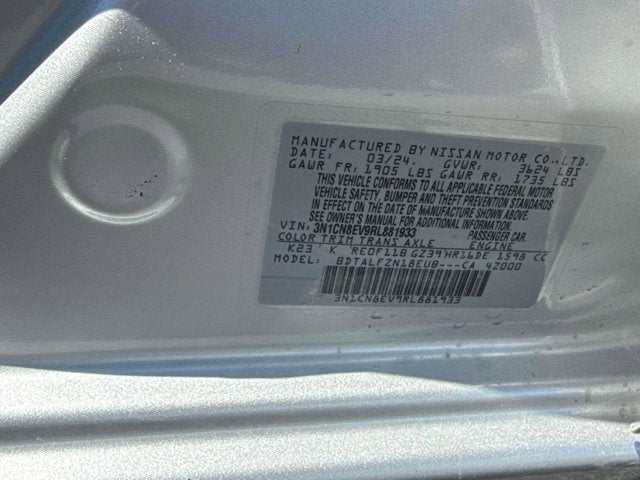 MANUFACTURED BY NISSAN MOTOR CO.,LTD.
DATE: 03/24. GVWR: 3624 LBS
GAWR FR: 1905 LBS GAWR RR: 1735 LBS
THIS VEHICLE CONFORMS TO ALL APPLICABLE FEDERAL MOTOR
VEHICLE SAFETY, BUMPER AND THEFT PREVENTION STANDARDS
IN EFFECT ON THE DATE OF MANUFACTURE SHOWN ABOVE.
SEE OWNER'S MANUAL FOR ADDITIONAL INFORMATION.
VIN: 3N1CN8EV9RL881933 PASSENGER CAR
COLOR TRIM TRANS AXLE ENGINE
K23 K RE0F11B GZ39 HR16DE 1598 CC
MODEL: BDTALFZN18EUB---CA 4Z000
3N1CN8EV9RL881933